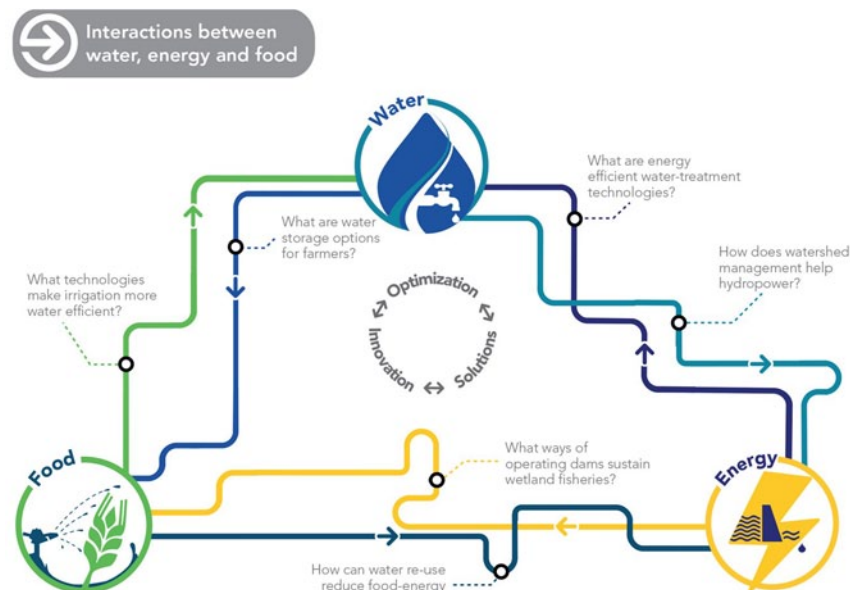 Interactions between
water, energy and food
Water
What are energy
efficient water-treatment
technologies?
What are water
storage options
for farmers?
How does watershed
management help
hydropower?
What technologies
make irrigation more
water efficient?
Optimization
Innovation
Solutions
Food
What ways of
operating dams sustain
wetland fisheries?
Energy
How can water re-use
reduce food-energy